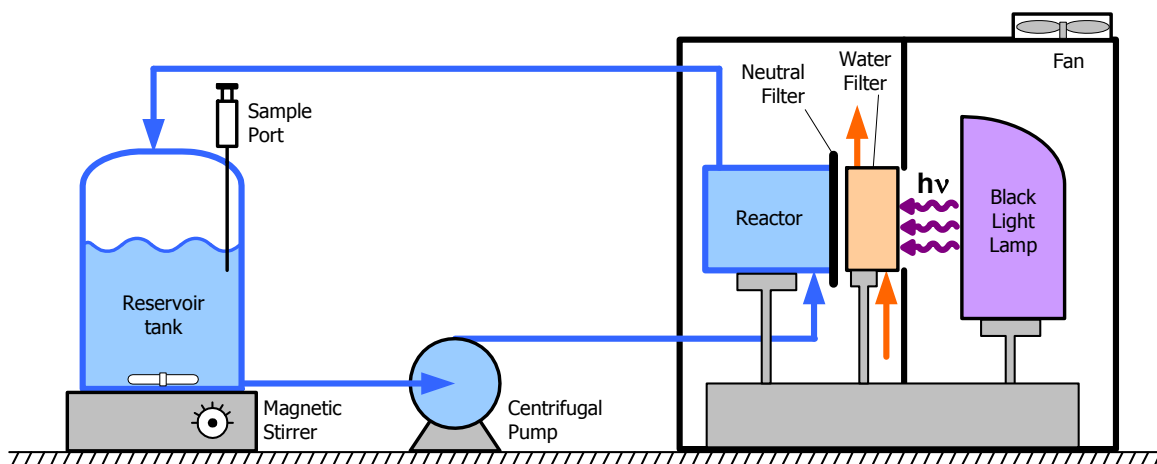 Fan
Water
Filter
Neutral
Filter
Sample
Port
hν
Reactor
Black
Light
Lamp
Reservoir
tank
Magnetic
Stirrer
Centrifugal
Pump